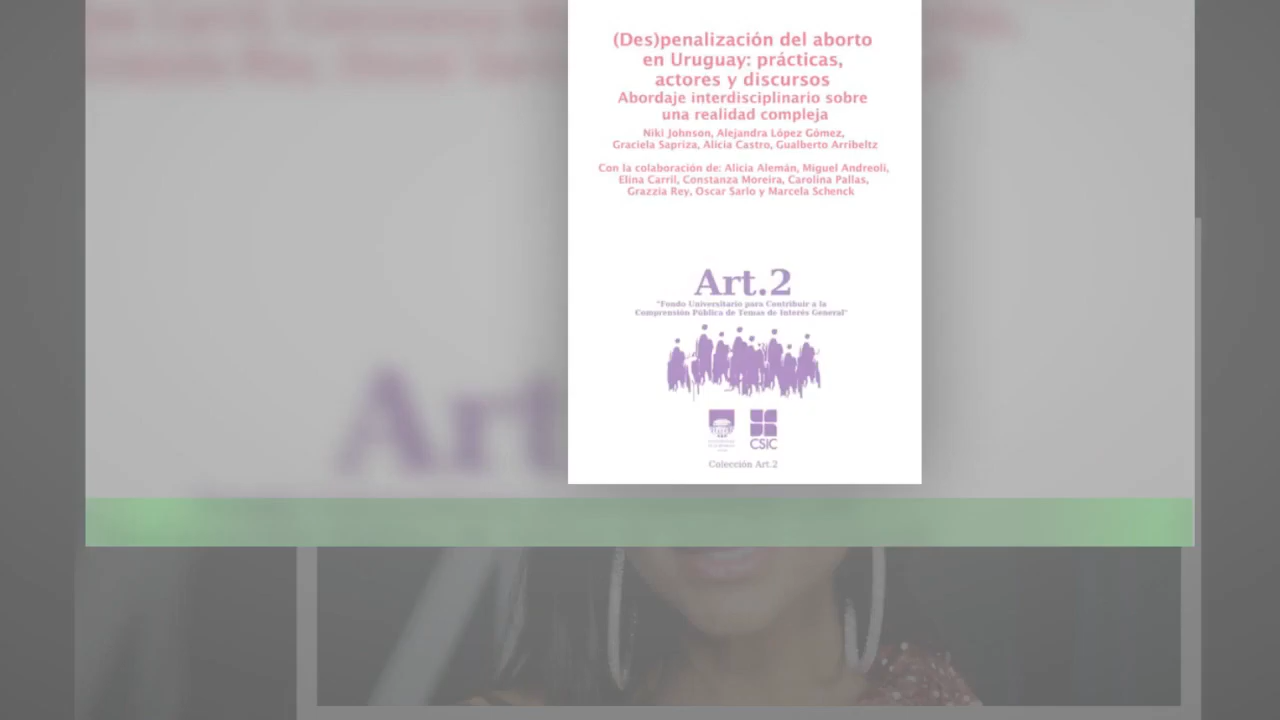 (Des)penalización del aborto
en Uruguay: prácticas,
actores y discursos
Abordaje interdisciplinario sobre
una realidad compleja
Niki Johnson, Alejandra López Gómez,
Graciela Sapriza, Alicia Castro, Gualberto Arribeltz
Con la colaboración de: Alicia Alemán, Miguel Andreoli,
Elina Carril, Constanza Moreira, Carolina Pallas,
Grazzia Rey, Oscar Sarlo y Marcela Schenck
Art.2
"Fondo Universitario para Contribuir a la
Comprensión Pública de Temas de Interés General"
CSIC
Colección Art.2
Art